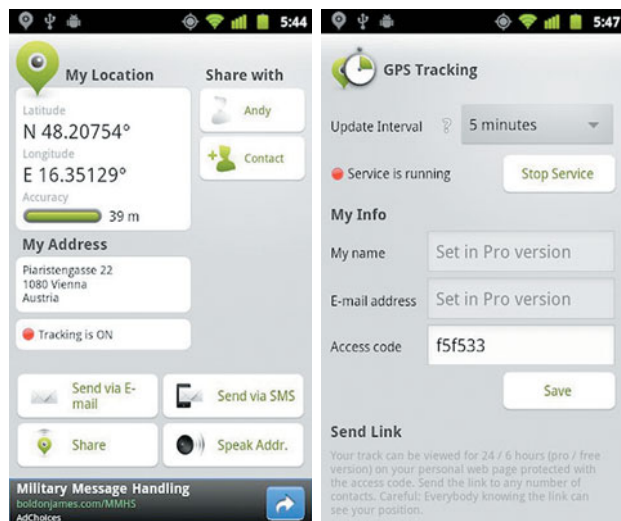 5:44
My Location
Share with
Latitude
N 48.20754°
Longitude
E 16.35129°
Accuracy
39 m
Andy
Contact
My Address
Piaristengasse 22
1080 Vienna
Austria
Tracking is ON
Send via E-
mail
Send via SMS
Share
Speak Addr.
Military Message Handling
boldonjames.com/MMHS
AdChoices
5:47
GPS Tracking
Update Interval ? 5 minutes
Service is running
Stop Service
My Info
My name
Set in Pro version
E-mail address
Set in Pro version
Access code
f5f533
Save
Send Link
Your track can be viewed for 24 / 6 hours (pro / free
version) on your personal web page protected with
the access code. Send the link to any number of
contacts. Careful: Everybody knowing the link can
see your position.